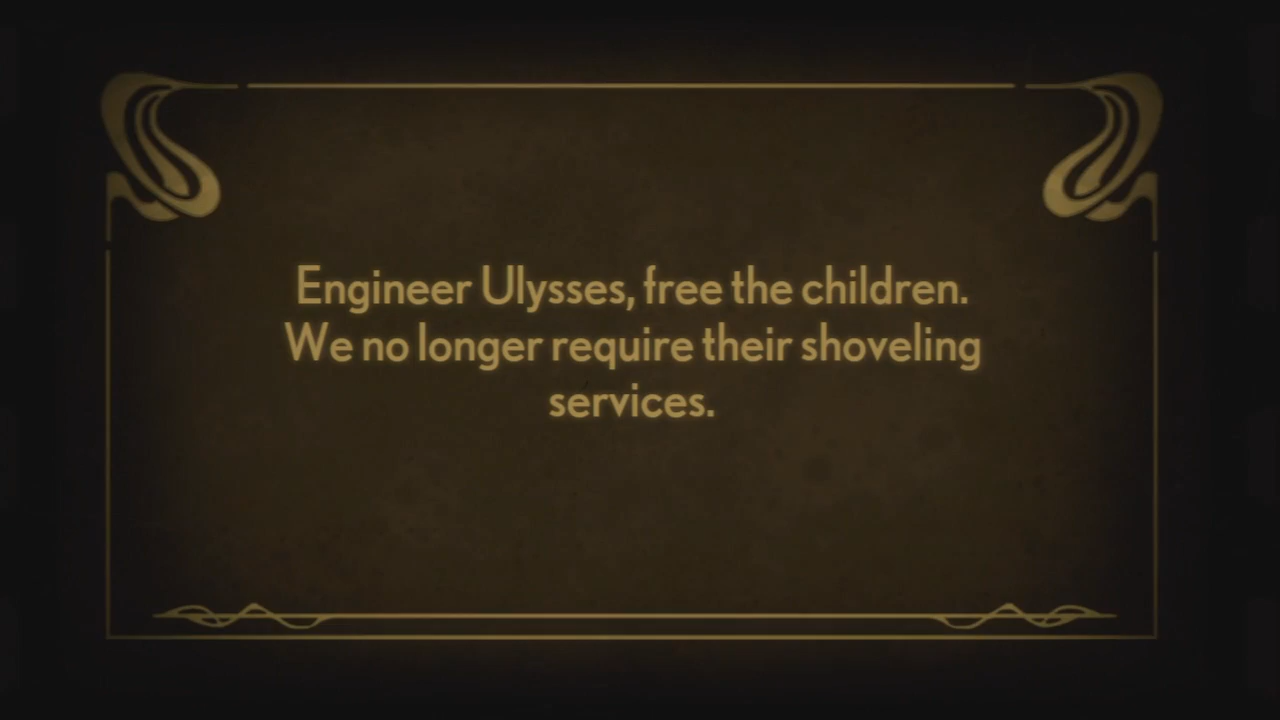 Engineer Ulysses, free the children.
We no longer require their shoveling
services.